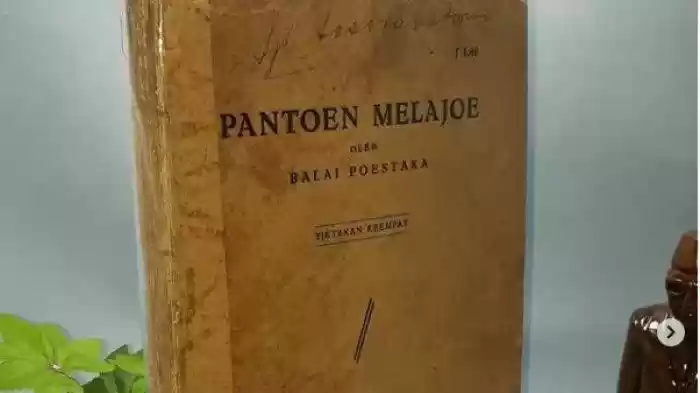 PANTOEN MELAJOE
OLEH
BALAI POESTAKA
TJETAKAN KEEMPAT